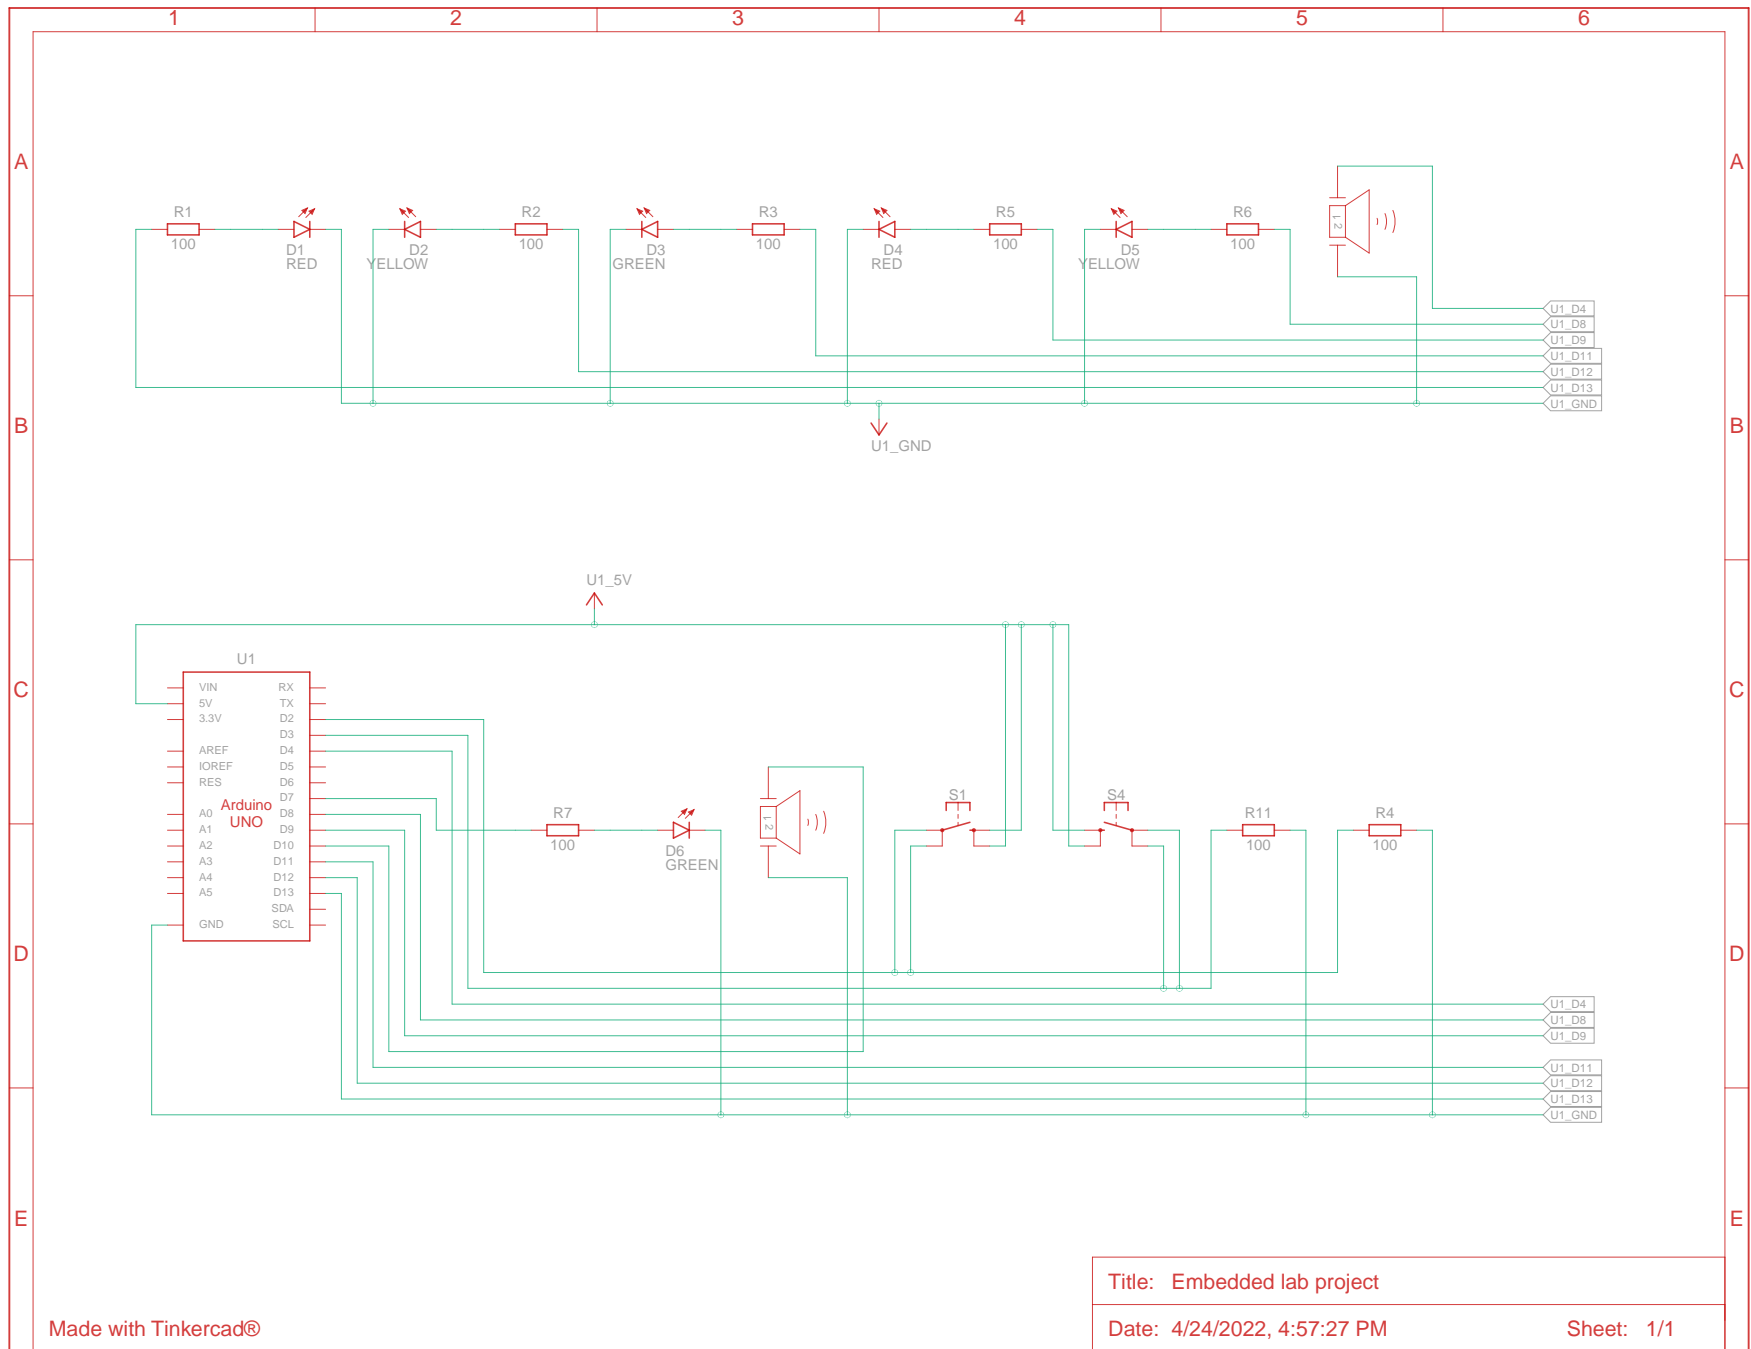 1 2 3 4 5 6
A A
R1 R2 R3 R5 R6
1 2
100 100 100 100 100
D1 D2 D3 D4 D5
RED YELLOW GREEN RED YELLOW
U1_D4
U1_D8
U1_D9
U1_D11
U1_D12
U1_D13
U1_GND
B B
U1_GND
U1_5V
U1
C C
VIN RX
5V TX
3.3V D2
D3
AREF D4
IOREF D5
RES D6
D7
A0 D8
A1 D9
A2 D10
A3 D11
A4 D12
A5 D13
SDA
GND SCL
Arduino
UNO
R7 S1 S4 R11 R4
1 2
100 100 100
D6
GREEN
D D
U1_D4
U1_D8
U1_D9
U1_D11
U1_D12
U1_D13
U1_GND
E E
Title: Embedded lab project
Made with Tinkercad®
Date: 4/24/2022, 4:57:27 PM Sheet: 1/1